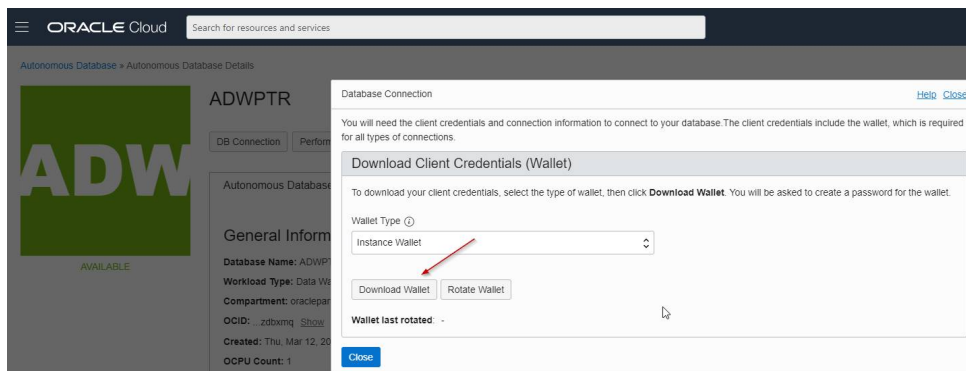 ORACLE Cloud
Search for resources and services
Autonomous Database » Autonomous Database Details
ADW
AVAILABLE
ADWPTR
DB Connection Perform
Autonomous Database
General Inform
Database Name: ADWPT
Workload Type: Data Wa
Compartment: oraclepar
OCID: ...zdbxmq Show
Created: Thu, Mar 12, 20
OCPU Count: 1
Database Connection
Help Close
You will need the client credentials and connection information to connect to your database.The client credentials include the wallet, which is required
for all types of connections.
Download Client Credentials (Wallet)
To download your client credentials, select the type of wallet, then click Download Wallet. You will be asked to create a password for the wallet.
Wallet Type
Instance Wallet
Download Wallet Rotate Wallet
Wallet last rotated: -
Close